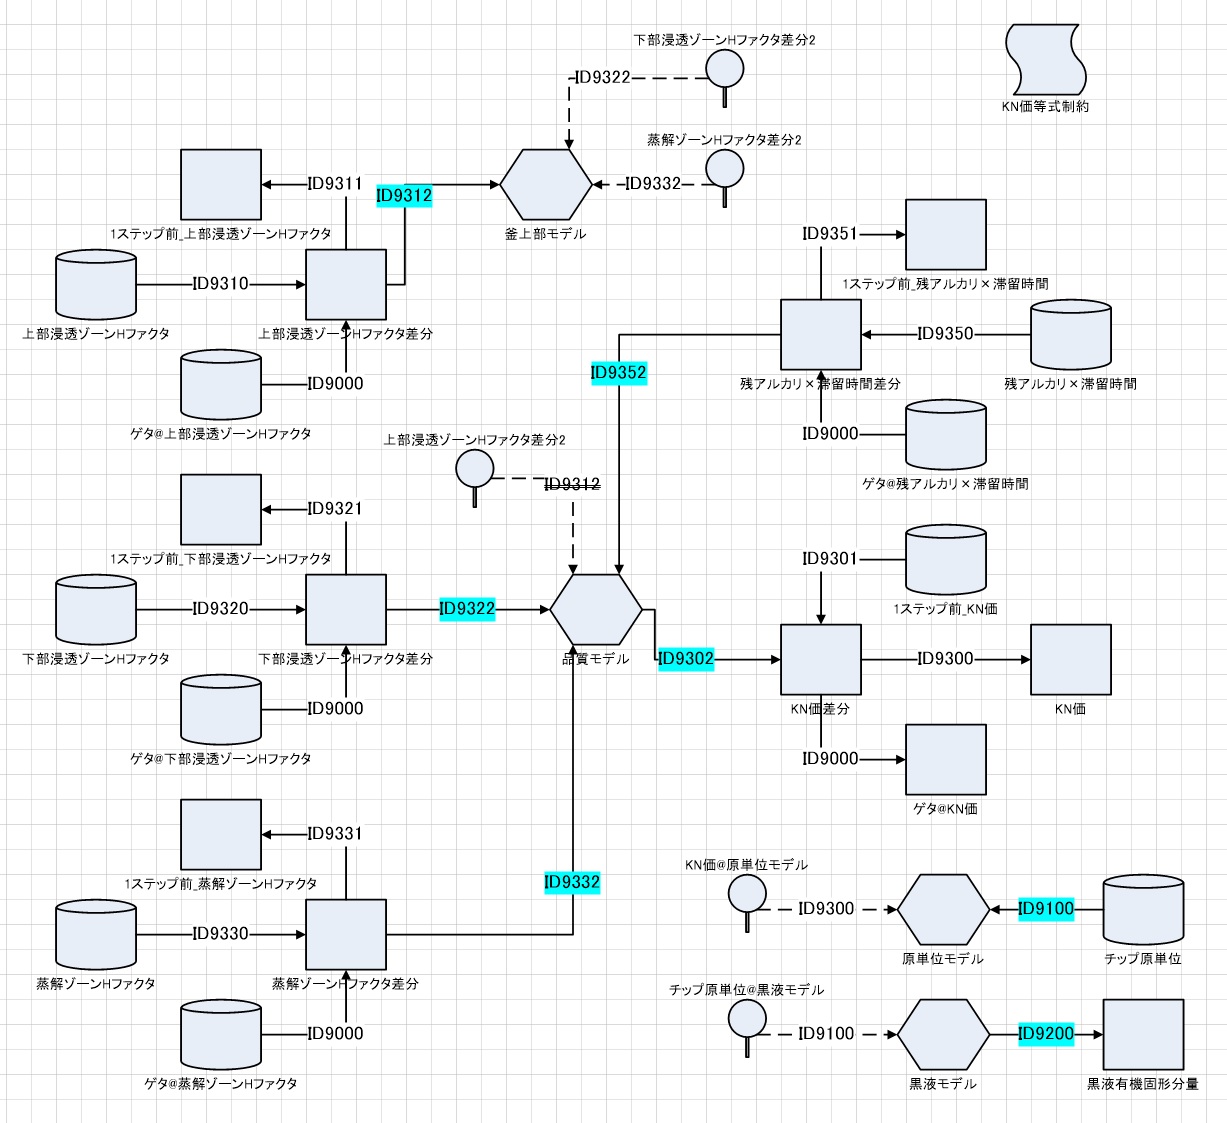 下部浸透ゾーンHファクタ差分2
ID9322
KN価等式制約
蒸解ゾーンHファクタ差分2
ID9332
ID9311
ID9312
1ステップ前_上部浸透ゾーンHファクタ
釜上部モデル
ID9310
上部浸透ゾーンHファクタ
上部浸透ゾーンHファクタ差分
ID9000
ゲタ@上部浸透ゾーンHファクタ
ID9351
1ステップ前_残アルカリ×滞留時間
ID9350
ID9352
残アルカリ×滞留時間差分
残アルカリ×滞留時間
ID9000
ゲタ@残アルカリ×滞留時間
上部浸透ゾーンHファクタ差分2
ID9312
ID9321
1ステップ前_下部浸透ゾーンHファクタ
ID9320
ID9322
下部浸透ゾーンHファクタ
下部浸透ゾーンHファクタ差分
品質モデル
ID9000
ゲタ@下部浸透ゾーンHファクタ
ID9301
1ステップ前_KN価
ID9302
ID9300
KN価差分
KN価
ID9000
ゲタ@KN価
ID9331
1ステップ前_蒸解ゾーンHファクタ
ID9332
ID9330
蒸解ゾーンHファクタ
蒸解ゾーンHファクタ差分
ID9000
ゲタ@蒸解ゾーンHファクタ
KN価@原単位モデル
ID9300
ID9100
原単位モデル
チップ原単位
チップ原単位@黒液モデル
ID9100
ID9200
黒液モデル
黒液有機固形分量